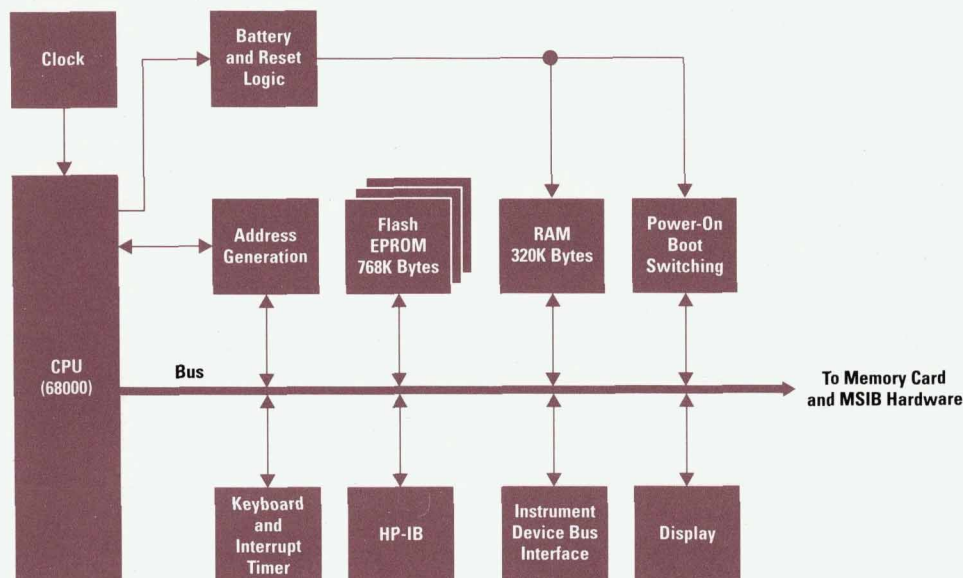 Clock
Battery
and Reset
Logic
Address
Generation
Flash
EPROM
768K Bytes
RAM
320K Bytes
Power-On
Boot
Switching
CPU
(68000)
Bus
To Memory Card
and MSIB Hardware
Keyboard
and
Interrupt
Timer
HP-IB
Instrument
Device Bus
Interface
Display